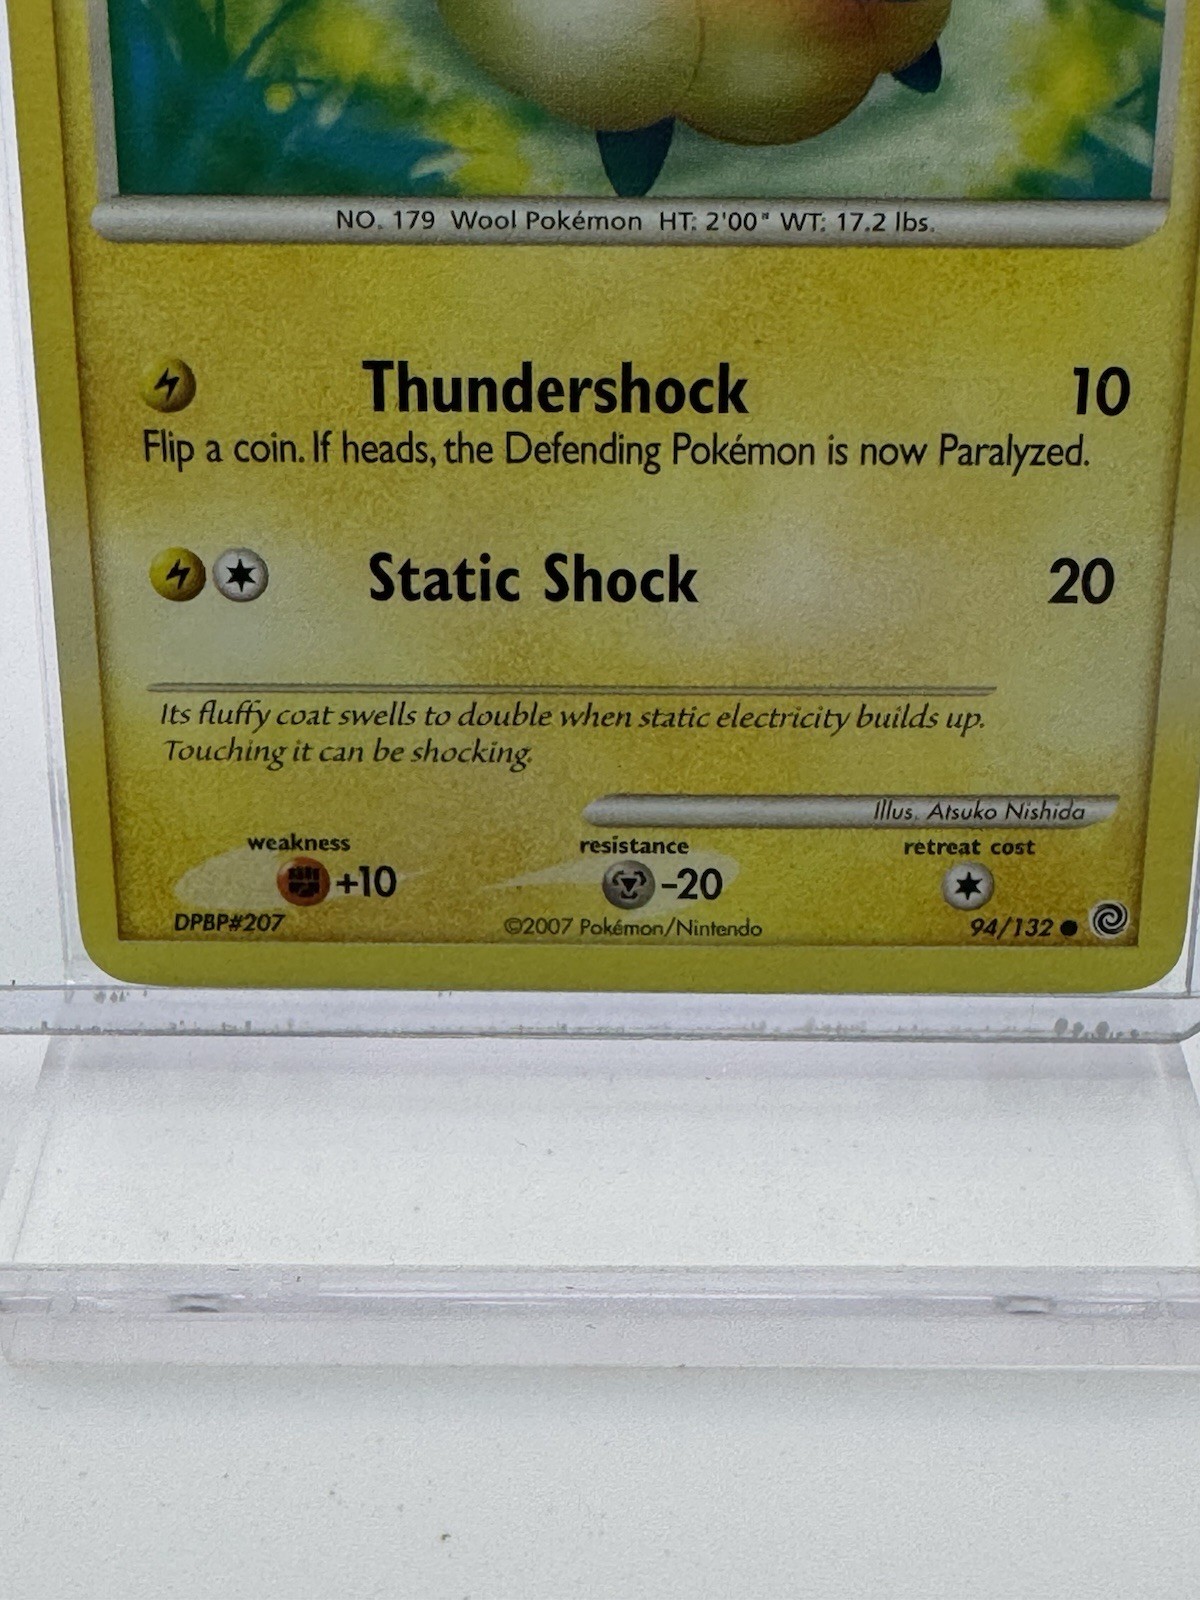 NO. 179 Wool Pokémon HT: 2'00" WT: 17.2 lbs.
Thundershock 10
Flip a coin. If heads, the Defending Pokémon is now Paralyzed.
Static Shock 20
Its fluffy coat swells to double when static electricity builds up.
Touching it can be shocking.
Illus. Atsuko Nishida
weakness resistance retreat cost
+10 -20
DPBP#207 ©2007 Pokémon/Nintendo 94/132